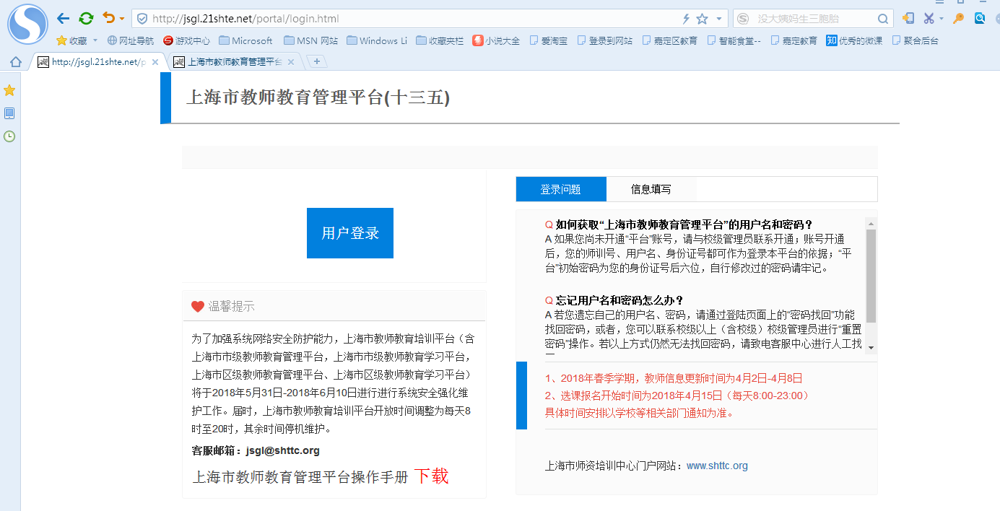 http://jsgl.21shte.net/portal/login.html
没大姨妈生三胞胎
收藏 网址导航 游戏中心 Microsoft MSN 网站 Windows Li 收藏夹栏 小说大全 爱淘宝 登录到网站 嘉定区教育 智能食堂-- 嘉定教育 知 优秀的微课 聚合后台
http://jsgl.21shte.net/p 上海市教师教育管理平台
上海市教师教育管理平台(十三五)
用户登录
温馨提示
为了加强系统网络安全防护能力，上海市教师教育培训平台（含
上海市市级教师教育管理平台，上海市市级教师教育学习平台，
上海市区级教师教育管理平台、上海市区级教师教育学习平台）
将于2018年5月31日-2018年6月10日进行进行系统安全强化维
护工作。届时，上海市教师教育培训平台开放时间调整为每天8
时至20时，其余时间停机维护。
客服邮箱：jsgl@shttc.org
上海市教师教育管理平台操作手册 下载
登录问题 信息填写
Q 如何获取“上海市教师教育管理平台”的用户名和密码？
A 如果您尚未开通“平台”账号，请与校级管理员联系开通；账号开通
后，您的师训号、用户名、身份证号都可作为登录本平台的依据；“平
台”初始密码为您的身份证号后六位，自行修改过的密码请牢记。
Q 忘记用户名和密码怎么办？
A 若您遗忘自己的用户名、密码，请通过登陆页面上的“密码找回”功能
找回密码，或者，您可以联系校级以上（含校级）校级管理员进行“重置
密码”操作。若以上方式仍然无法找回密码，请致电客服中心进行人工找
1、2018年春季学期，教师信息更新时间为4月2日-4月8日
2、选课报名开始时间为2018年4月15日（每天8:00-23:00）
具体时间安排以学校等相关部门通知为准。
上海市师资培训中心门户网站：www.shttc.org